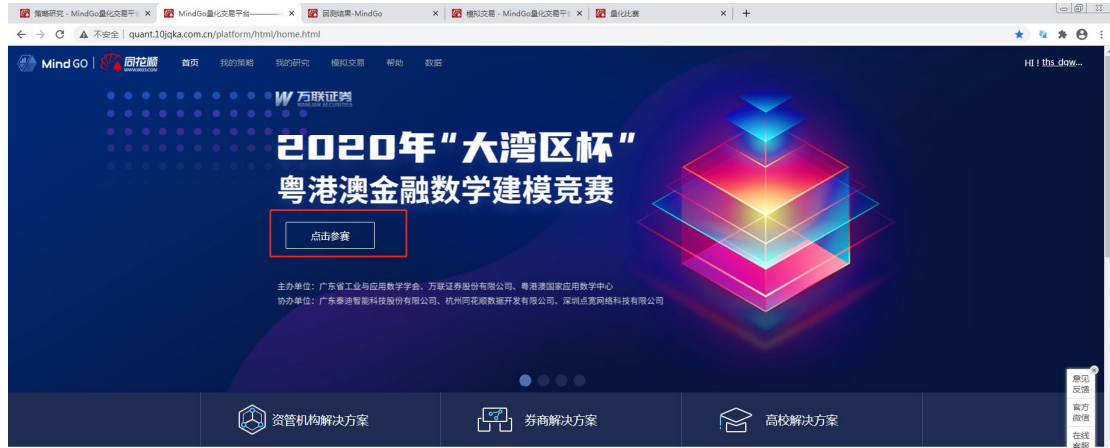 策略研究 - MindGo量化交易平台
MindGo量化交易平台———
回测结果-MindGo
模拟交易 - MindGo量化交易平台
量化比赛
不安全 | quant.10jqka.com.cn/platform/html/home.html
Mind GO | 同花顺 首页 我的策略 我的研究 模拟交易 帮助 数据 HI ! ths_dqw...
万联证券
WANLIAN SECURITIES
2020年“大湾区杯”
粤港澳金融数学建模竞赛
点击参赛
主办单位：广东省工业与应用数学学会、万联证券股份有限公司、粤港澳国家应用数学中心
协办单位：广东泰迪智能科技股份有限公司、杭州同花顺数据开发有限公司、深圳点宽网络科技有限公司
意见
反馈
官方
微信
在线
客服
资管机构解决方案
券商解决方案
高校解决方案